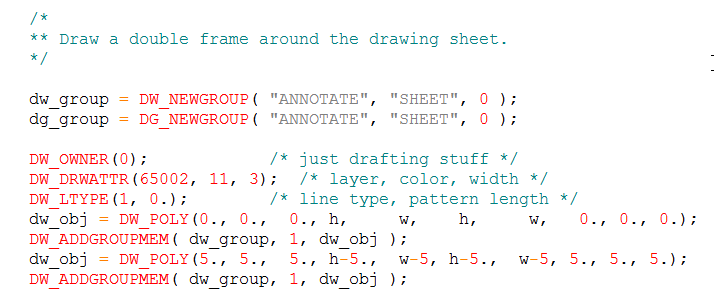 /*
** Draw a double frame around the drawing sheet.
*/
dw_group = DW_NEWGROUP( "ANNOTATE", "SHEET", 0 );
dg_group = DG_NEWGROUP( "ANNOTATE", "SHEET", 0 );
DW_OWNER(0);            /* just drafting stuff */
DW_DRWATTR(65002, 11, 3);  /* layer, color, width */
DW_LTYPE(1, 0.);        /* line type, pattern length */
dw_obj = DW_POLY(0., 0.,  0., h,     w,    h,     w,   0., 0., 0.);
DW_ADDGROUPMEM( dw_group, 1, dw_obj );
dw_obj = DW_POLY(5., 5.,  5., h-5.,  w-5, h-5.,  w-5, 5., 5., 5.);
DW_ADDGROUPMEM( dw_group, 1, dw_obj );